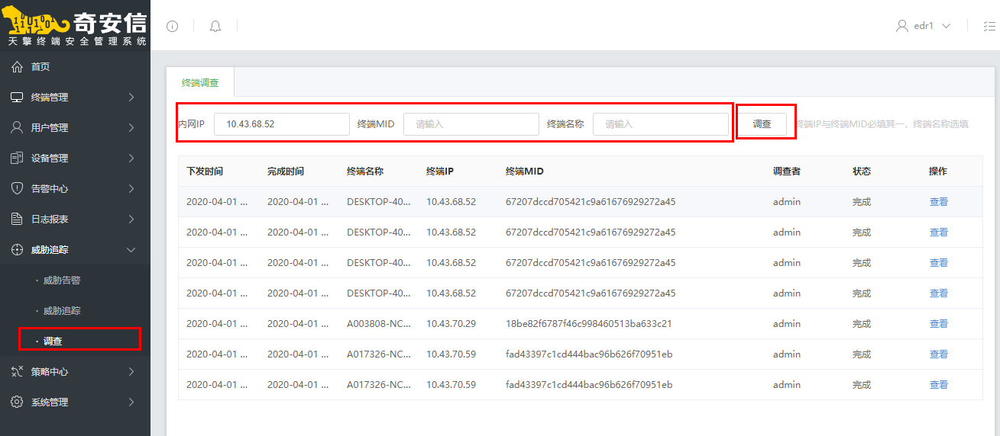 奇安信
天擎终端安全管理系统
edr1
首页
终端管理
用户管理
设备管理
告警中心
日志报表
威胁追踪
· 威胁告警
· 威胁追踪
· 调查
策略中心
系统管理
终端调查
内网IP 10.43.68.52 终端MID 请输入 终端名称 请输入 调查 终端IP与终端MID必填其一，终端名称选填
下发时间 完成时间 终端名称 终端IP 终端MID 调查者 状态 操作
2020-04-01 ... 2020-04-01 ... DESKTOP-40... 10.43.68.52 67207dccd705421c9a61676929272a45 admin 完成 查看
2020-04-01 ... 2020-04-01 ... DESKTOP-40... 10.43.68.52 67207dccd705421c9a61676929272a45 admin 完成 查看
2020-04-01 ... 2020-04-01 ... DESKTOP-40... 10.43.68.52 67207dccd705421c9a61676929272a45 admin 完成 查看
2020-04-01 ... 2020-04-01 ... DESKTOP-40... 10.43.68.52 67207dccd705421c9a61676929272a45 admin 完成 查看
2020-04-01 ... 2020-04-01 ... A003808-NC... 10.43.70.29 18be82f6787f46c998460513ba633c21 admin 完成 查看
2020-04-01 ... 2020-04-01 ... A017326-NC... 10.43.70.59 fad43397c1cd444bac96b626f70951eb admin 完成 查看
2020-04-01 ... 2020-04-01 ... A017326-NC... 10.43.70.59 fad43397c1cd444bac96b626f70951eb admin 完成 查看